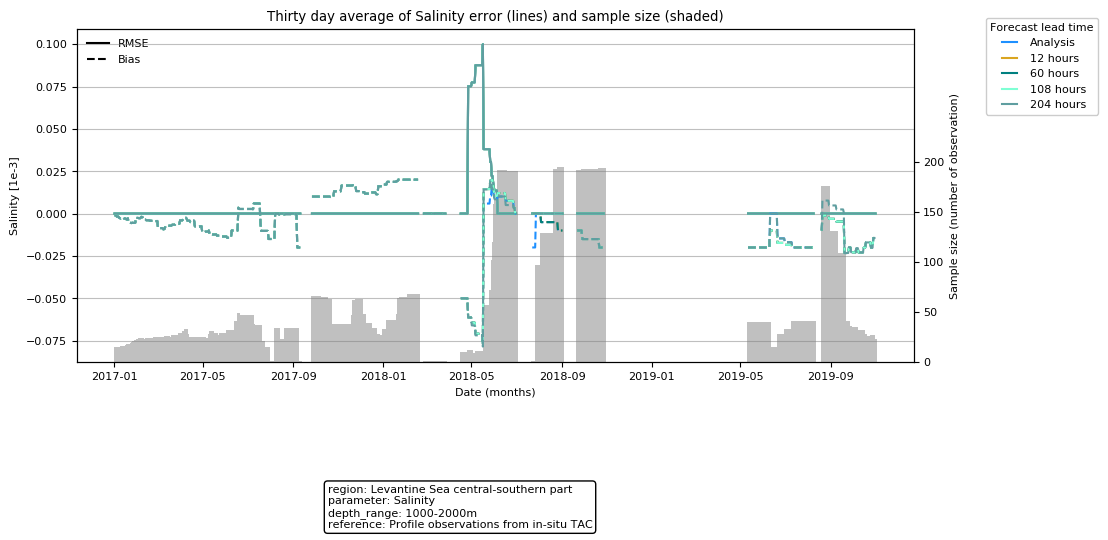 Thirty day average of Salinity error (lines) and sample size (shaded)
RMSE
Bias
Forecast lead time
Analysis
12 hours
60 hours
108 hours
204 hours
Salinity [1e-3]
0.100
0.075
0.050
0.025
0.000
−0.025
−0.050
−0.075
Sample size (number of observation)
200
150
100
50
0
2017-01
2017-05
2017-09
2018-01
2018-05
2018-09
2019-01
2019-05
2019-09
Date (months)
region: Levantine Sea central-southern part
parameter: Salinity
depth_range: 1000-2000m
reference: Profile observations from in-situ TAC